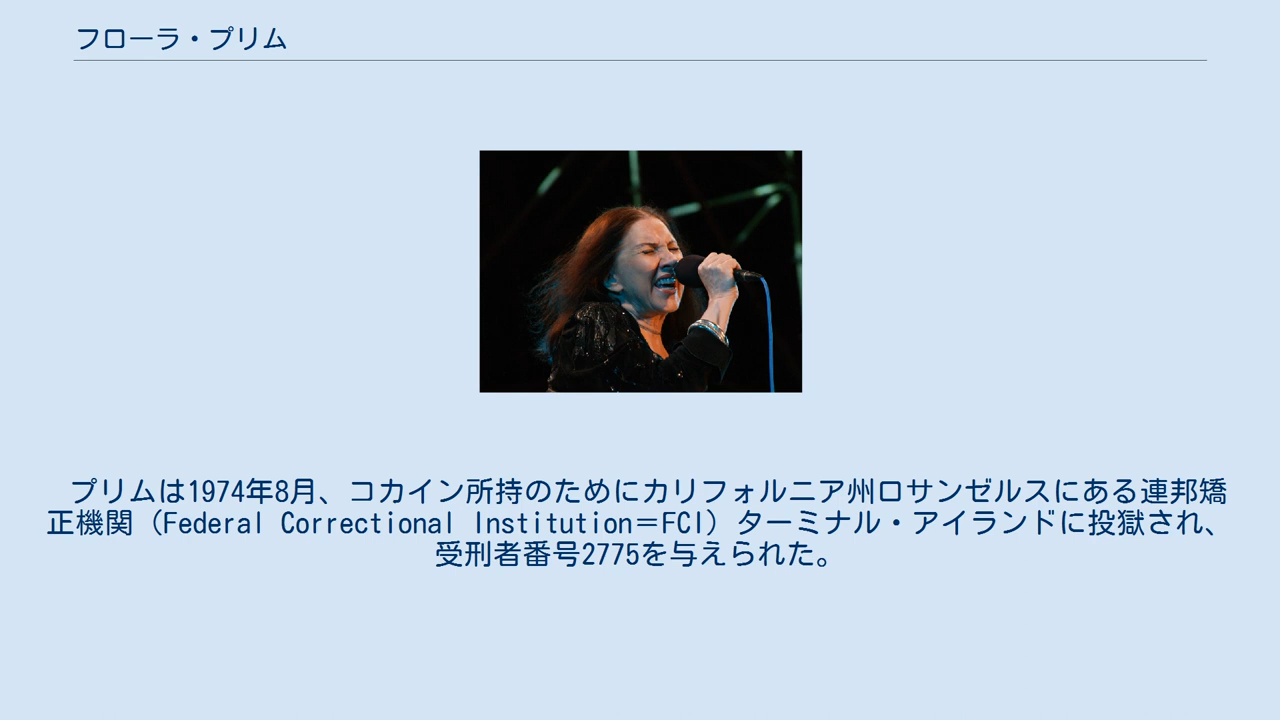 フローラ・プリム
プリムは1974年8月、コカイン所持のためにカリフォルニア州ロサンゼルスにある連邦矯
正機関（Federal Correctional Institution＝FCI）ターミナル・アイランドに投獄され、
受刑者番号2775を与えられた。